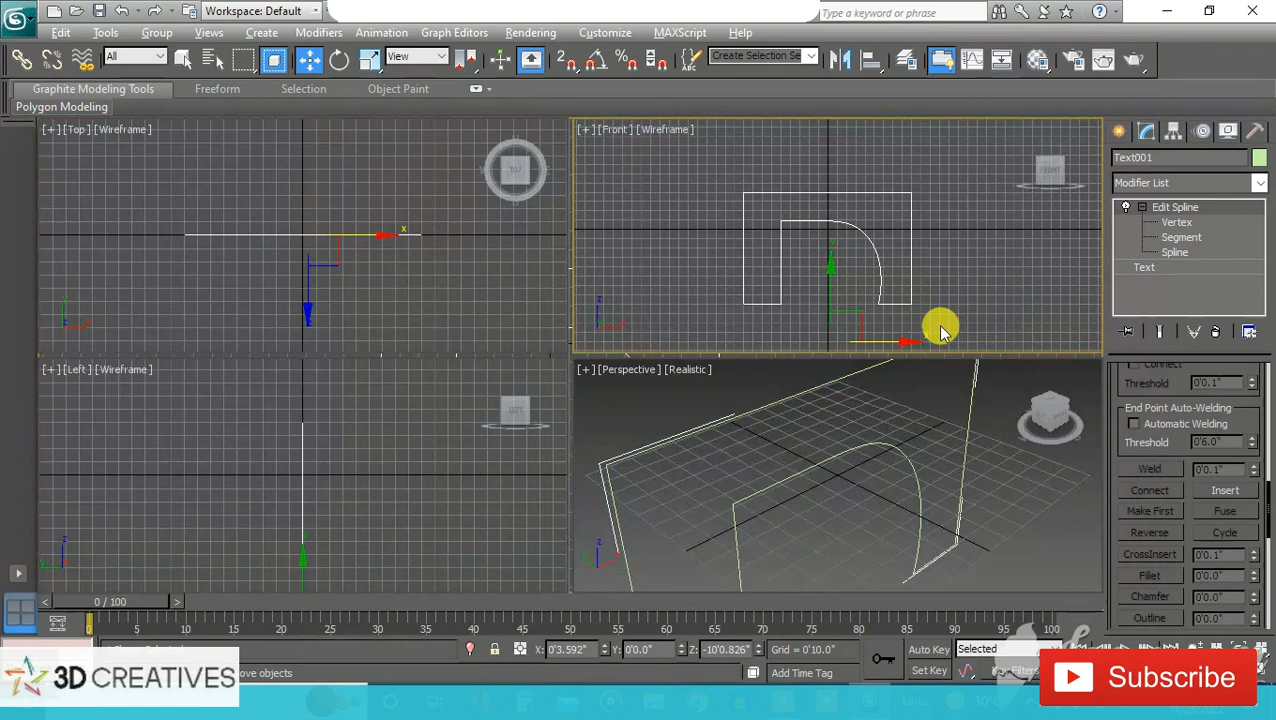 Workspace: Default
Type a keyword or phrase
Edit Tools Group Views Create Modifiers Animation Graph Editors Rendering Customize MAXScript Help
All View Create Selection Se
Graphite Modeling Tools Freeform Selection Object Paint
Polygon Modeling
[+] [Top] [Wireframe]
TOP
x
z
x
[+] [Front] [Wireframe]
FRONT
z
[+] [Left] [Wireframe]
LEFT
z
y
[+] [Perspective] [Realistic]
z
Text001
Modifier List
Edit Spline
Vertex
Segment
Spline
Text
Connect
Threshold 0'0.1"
End Point Auto-Welding
Automatic Welding
Threshold 0'6.0"
Weld 0'0.1"
Connect Insert
Make First Fuse
Reverse Cycle
CrossInsert 0'0.1"
Fillet 0'0.0"
Chamfer 0'0.0"
Outline 0'0.0"
< 0 / 100 >
0 5 10 15 20 25 30 35 40 45 50 55 60 65 70 75 80 85 90 95 100
X: 0'3.592" Y: 0'0.0" Z: -10'0.826" Grid = 0'10.0" Auto Key Selected
ove objects Add Time Tag Set Key
3D CREATIVES
Subscribe
Links
30°C